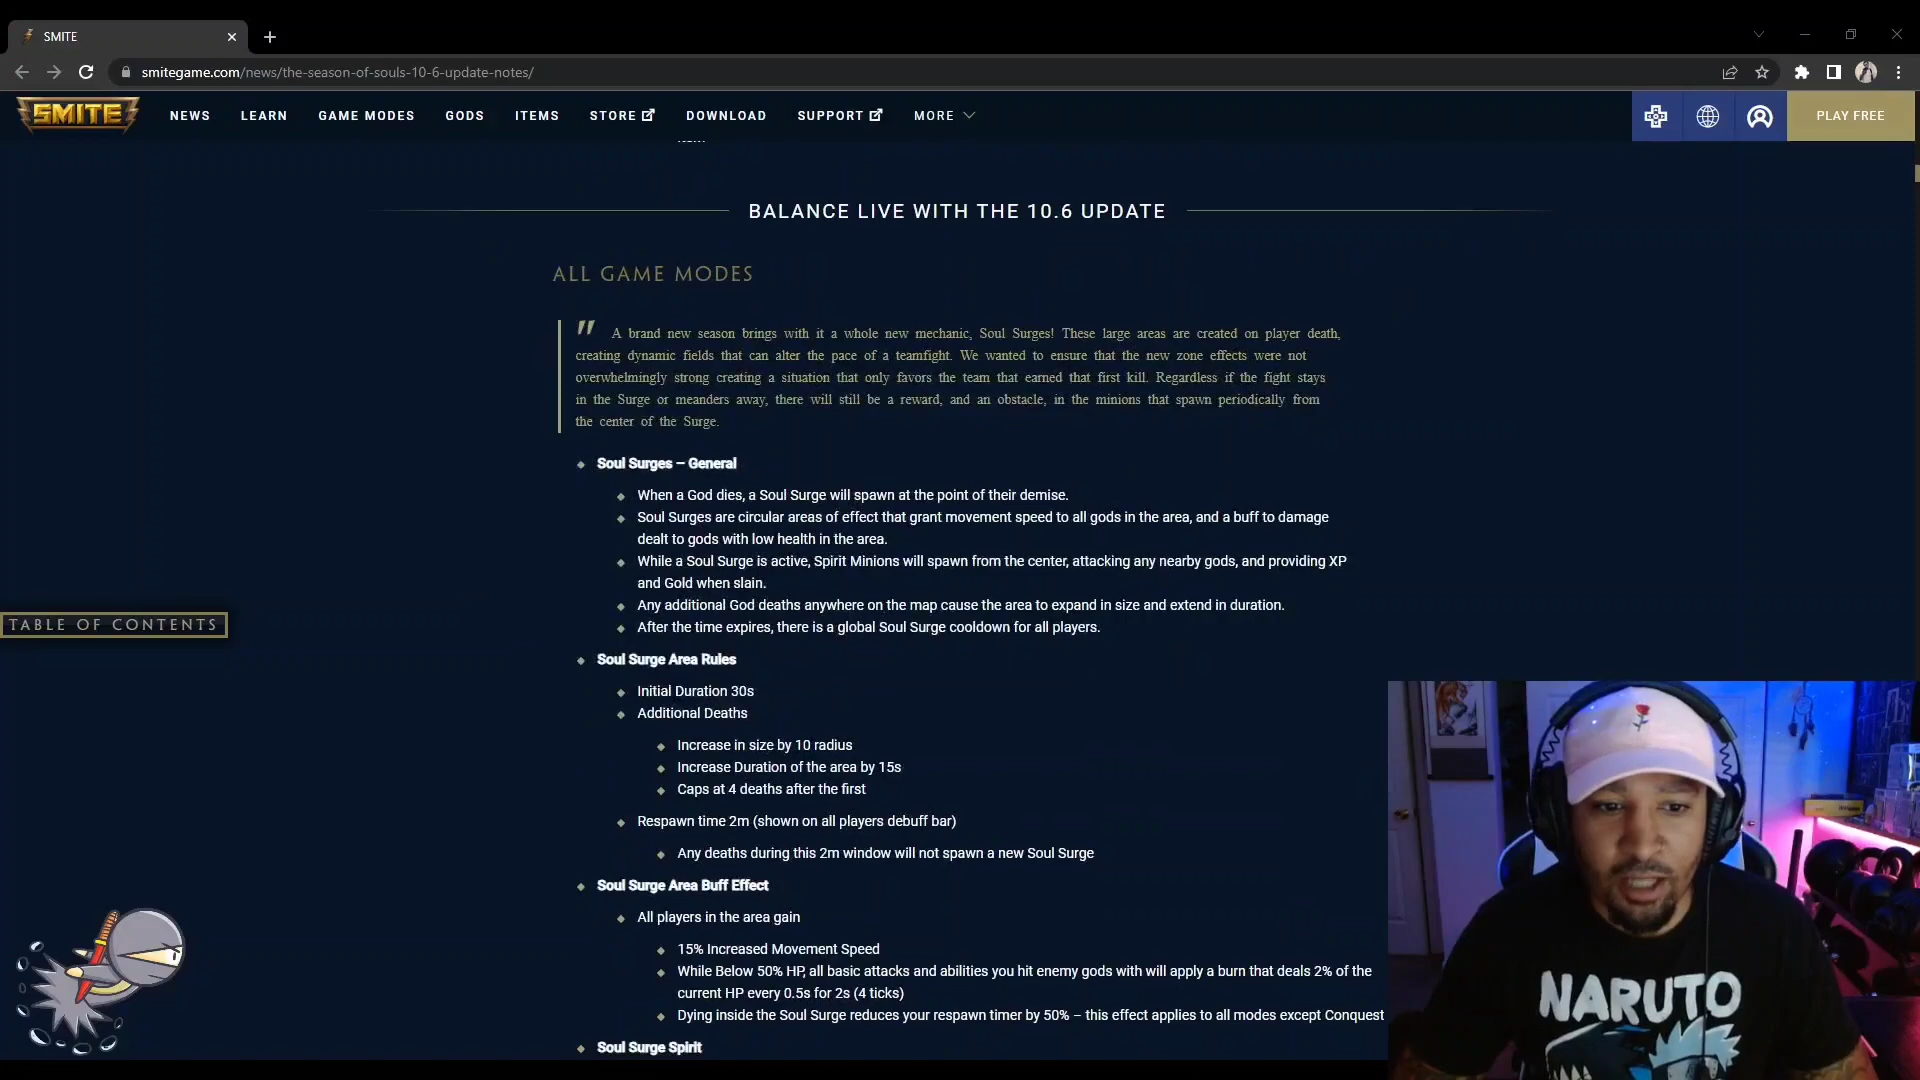 SMITE
smitegame.com/news/the-season-of-souls-10-6-update-notes/
SMITE
NEWS
LEARN
GAME MODES
GODS
ITEMS
STORE
DOWNLOAD
SUPPORT
MORE
PLAY FREE
BALANCE LIVE WITH THE 10.6 UPDATE
ALL GAME MODES
" A brand new season brings with it a whole new mechanic, Soul Surges! These large areas are created on player death,
creating dynamic fields that can alter the pace of a teamfight. We wanted to ensure that the new zone effects were not
overwhelmingly strong creating a situation that only favors the team that earned that first kill. Regardless if the fight stays
in the Surge or meanders away, there will still be a reward, and an obstacle, in the minions that spawn periodically from
the center of the Surge.
Soul Surges – General
When a God dies, a Soul Surge will spawn at the point of their demise.
Soul Surges are circular areas of effect that grant movement speed to all gods in the area, and a buff to damage
dealt to gods with low health in the area.
While a Soul Surge is active, Spirit Minions will spawn from the center, attacking any nearby gods, and providing XP
and Gold when slain.
Any additional God deaths anywhere on the map cause the area to expand in size and extend in duration.
After the time expires, there is a global Soul Surge cooldown for all players.
TABLE OF CONTENTS
Soul Surge Area Rules
Initial Duration 30s
Additional Deaths
Increase in size by 10 radius
Increase Duration of the area by 15s
Caps at 4 deaths after the first
Respawn time 2m (shown on all players debuff bar)
Any deaths during this 2m window will not spawn a new Soul Surge
Soul Surge Area Buff Effect
All players in the area gain
15% Increased Movement Speed
While Below 50% HP, all basic attacks and abilities you hit enemy gods with will apply a burn that deals 2% of the
current HP every 0.5s for 2s (4 ticks)
Dying inside the Soul Surge reduces your respawn timer by 50% – this effect applies to all modes except Conquest
Soul Surge Spirit
NARUTO